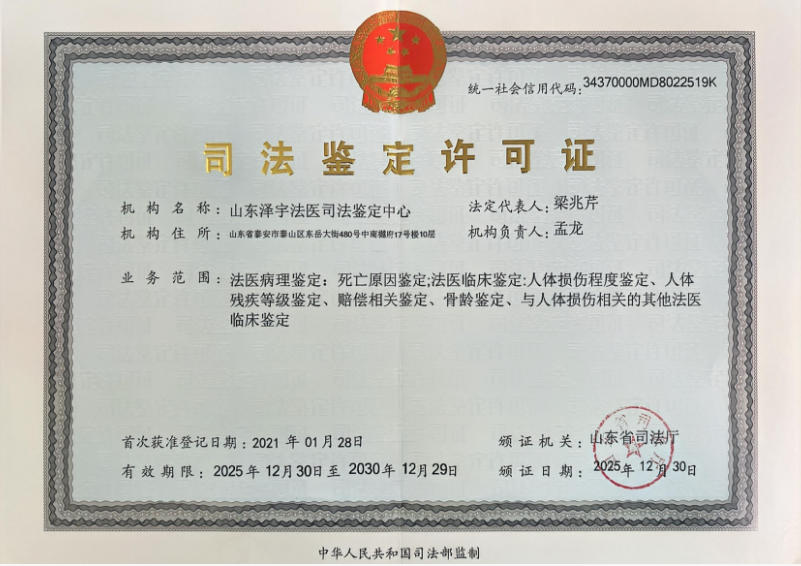 统一社会信用代码:34370000MD8022519K
司法鉴定许可证
机构名称:山东泽宇法医司法鉴定中心
法定代表人:梁兆芹
机构住所:山东省泰安市泰山区东岳大街480号中南樾府17号楼10层
机构负责人:孟龙
业务范围:法医病理鉴定:死亡原因鉴定;法医临床鉴定:人体损伤程度鉴定、人体
残疾等级鉴定、赔偿相关鉴定、骨龄鉴定、与人体损伤相关的其他法医
临床鉴定
首次获准登记日期:2021年01月28日
颁证机关:山东省司法厅
有效期限:2025年12月30日至2030年12月29日
颁证日期:2025年12月30日
中华人民共和国司法部监制